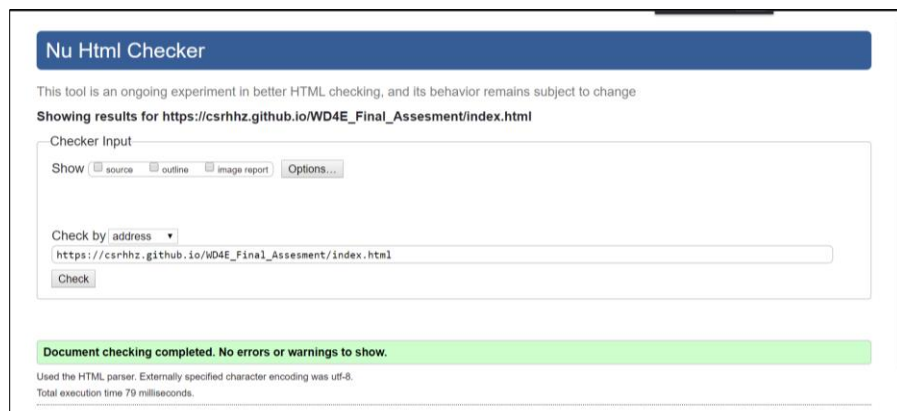 Nu Html Checker
This tool is an ongoing experiment in better HTML checking, and its behavior remains subject to change
Showing results for https://csrhhz.github.io/WD4E_Final_Assesment/index.html
Checker Input
Show source outline image report Options...
Check by address
https://csrhhz.github.io/WD4E_Final_Assesment/index.html
Check
Document checking completed. No errors or warnings to show.
Used the HTML parser. Externally specified character encoding was utf-8.
Total execution time 79 milliseconds.